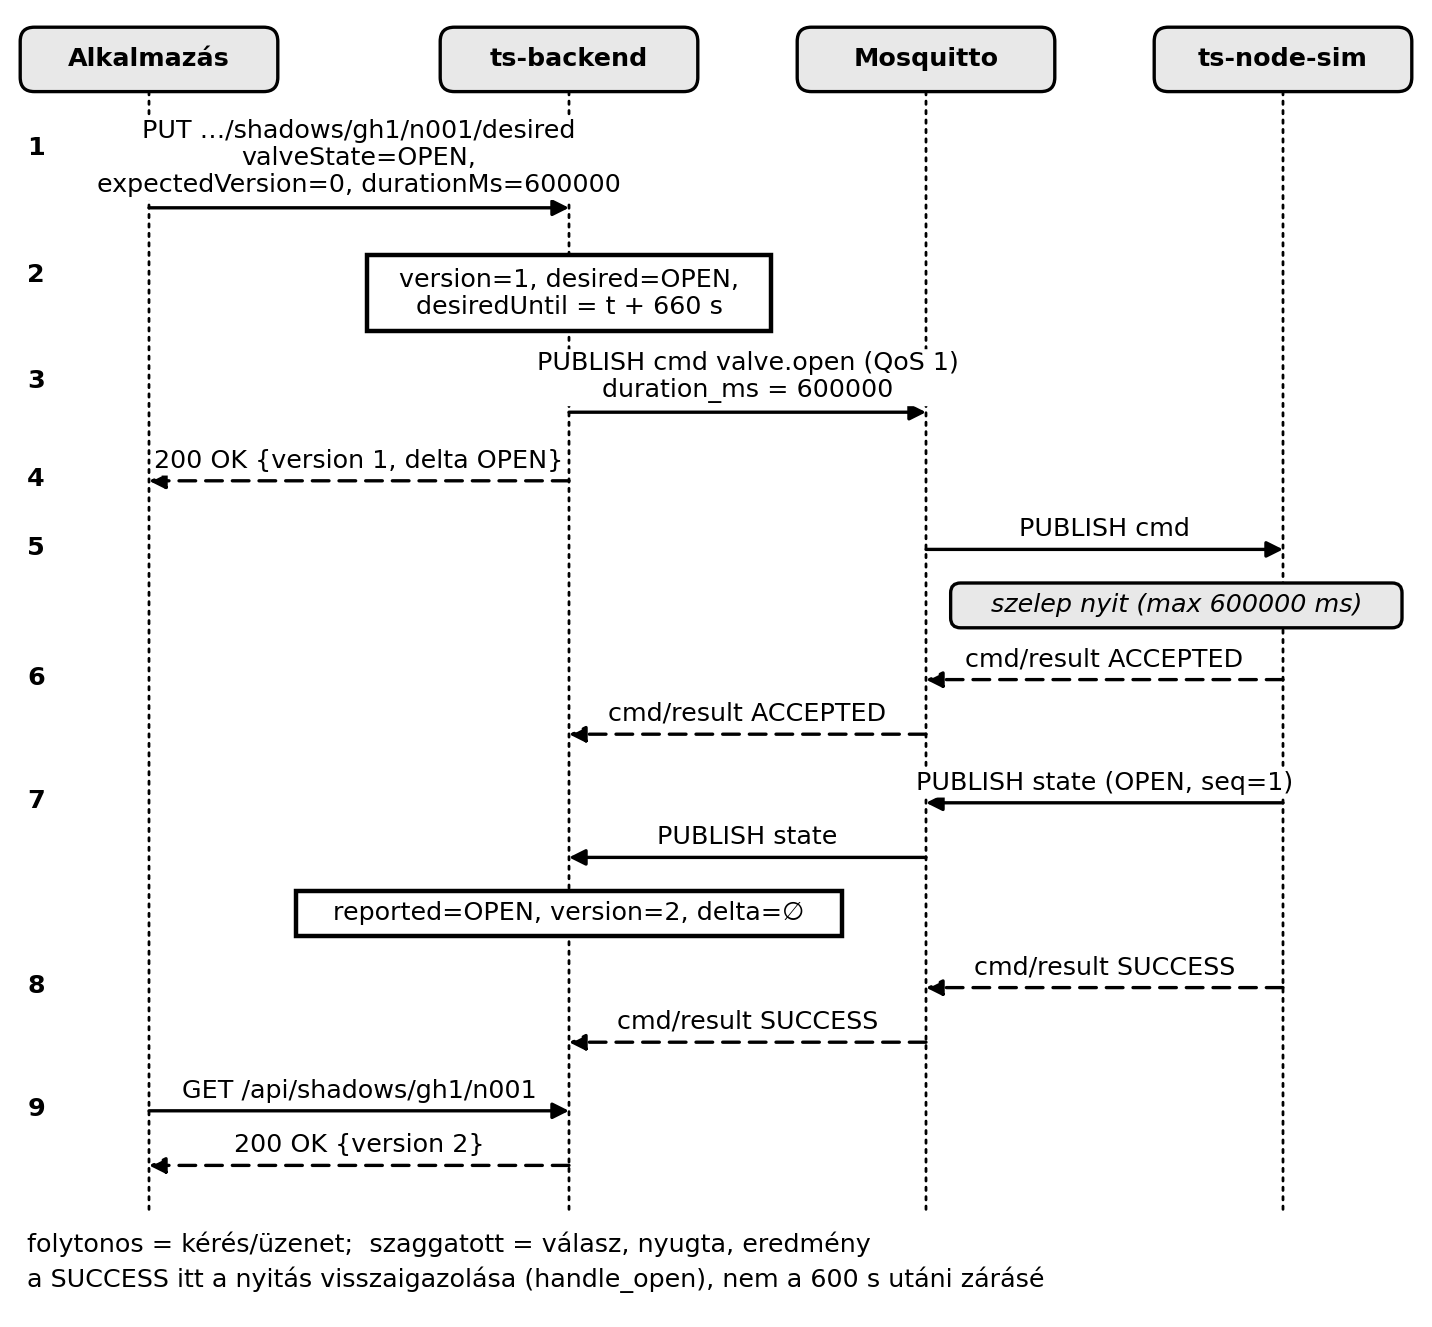 Alkalmazás
ts-backend
Mosquitto
ts-node-sim
1
PUT …/shadows/gh1/n001/desired
valveState=OPEN,
expectedVersion=0, durationMs=600000
2
version=1, desired=OPEN,
desiredUntil = t + 660 s
3
PUBLISH cmd valve.open (QoS 1)
duration_ms = 600000
4
200 OK {version 1, delta OPEN}
5
PUBLISH cmd
szelep nyit (max 600000 ms)
6
cmd/result ACCEPTED
cmd/result ACCEPTED
7
PUBLISH state (OPEN, seq=1)
PUBLISH state
reported=OPEN, version=2, delta=∅
8
cmd/result SUCCESS
cmd/result SUCCESS
9
GET /api/shadows/gh1/n001
200 OK {version 2}
folytonos = kérés/üzenet;  szaggatott = válasz, nyugta, eredmény
a SUCCESS itt a nyitás visszaigazolása (handle_open), nem a 600 s utáni zárásé